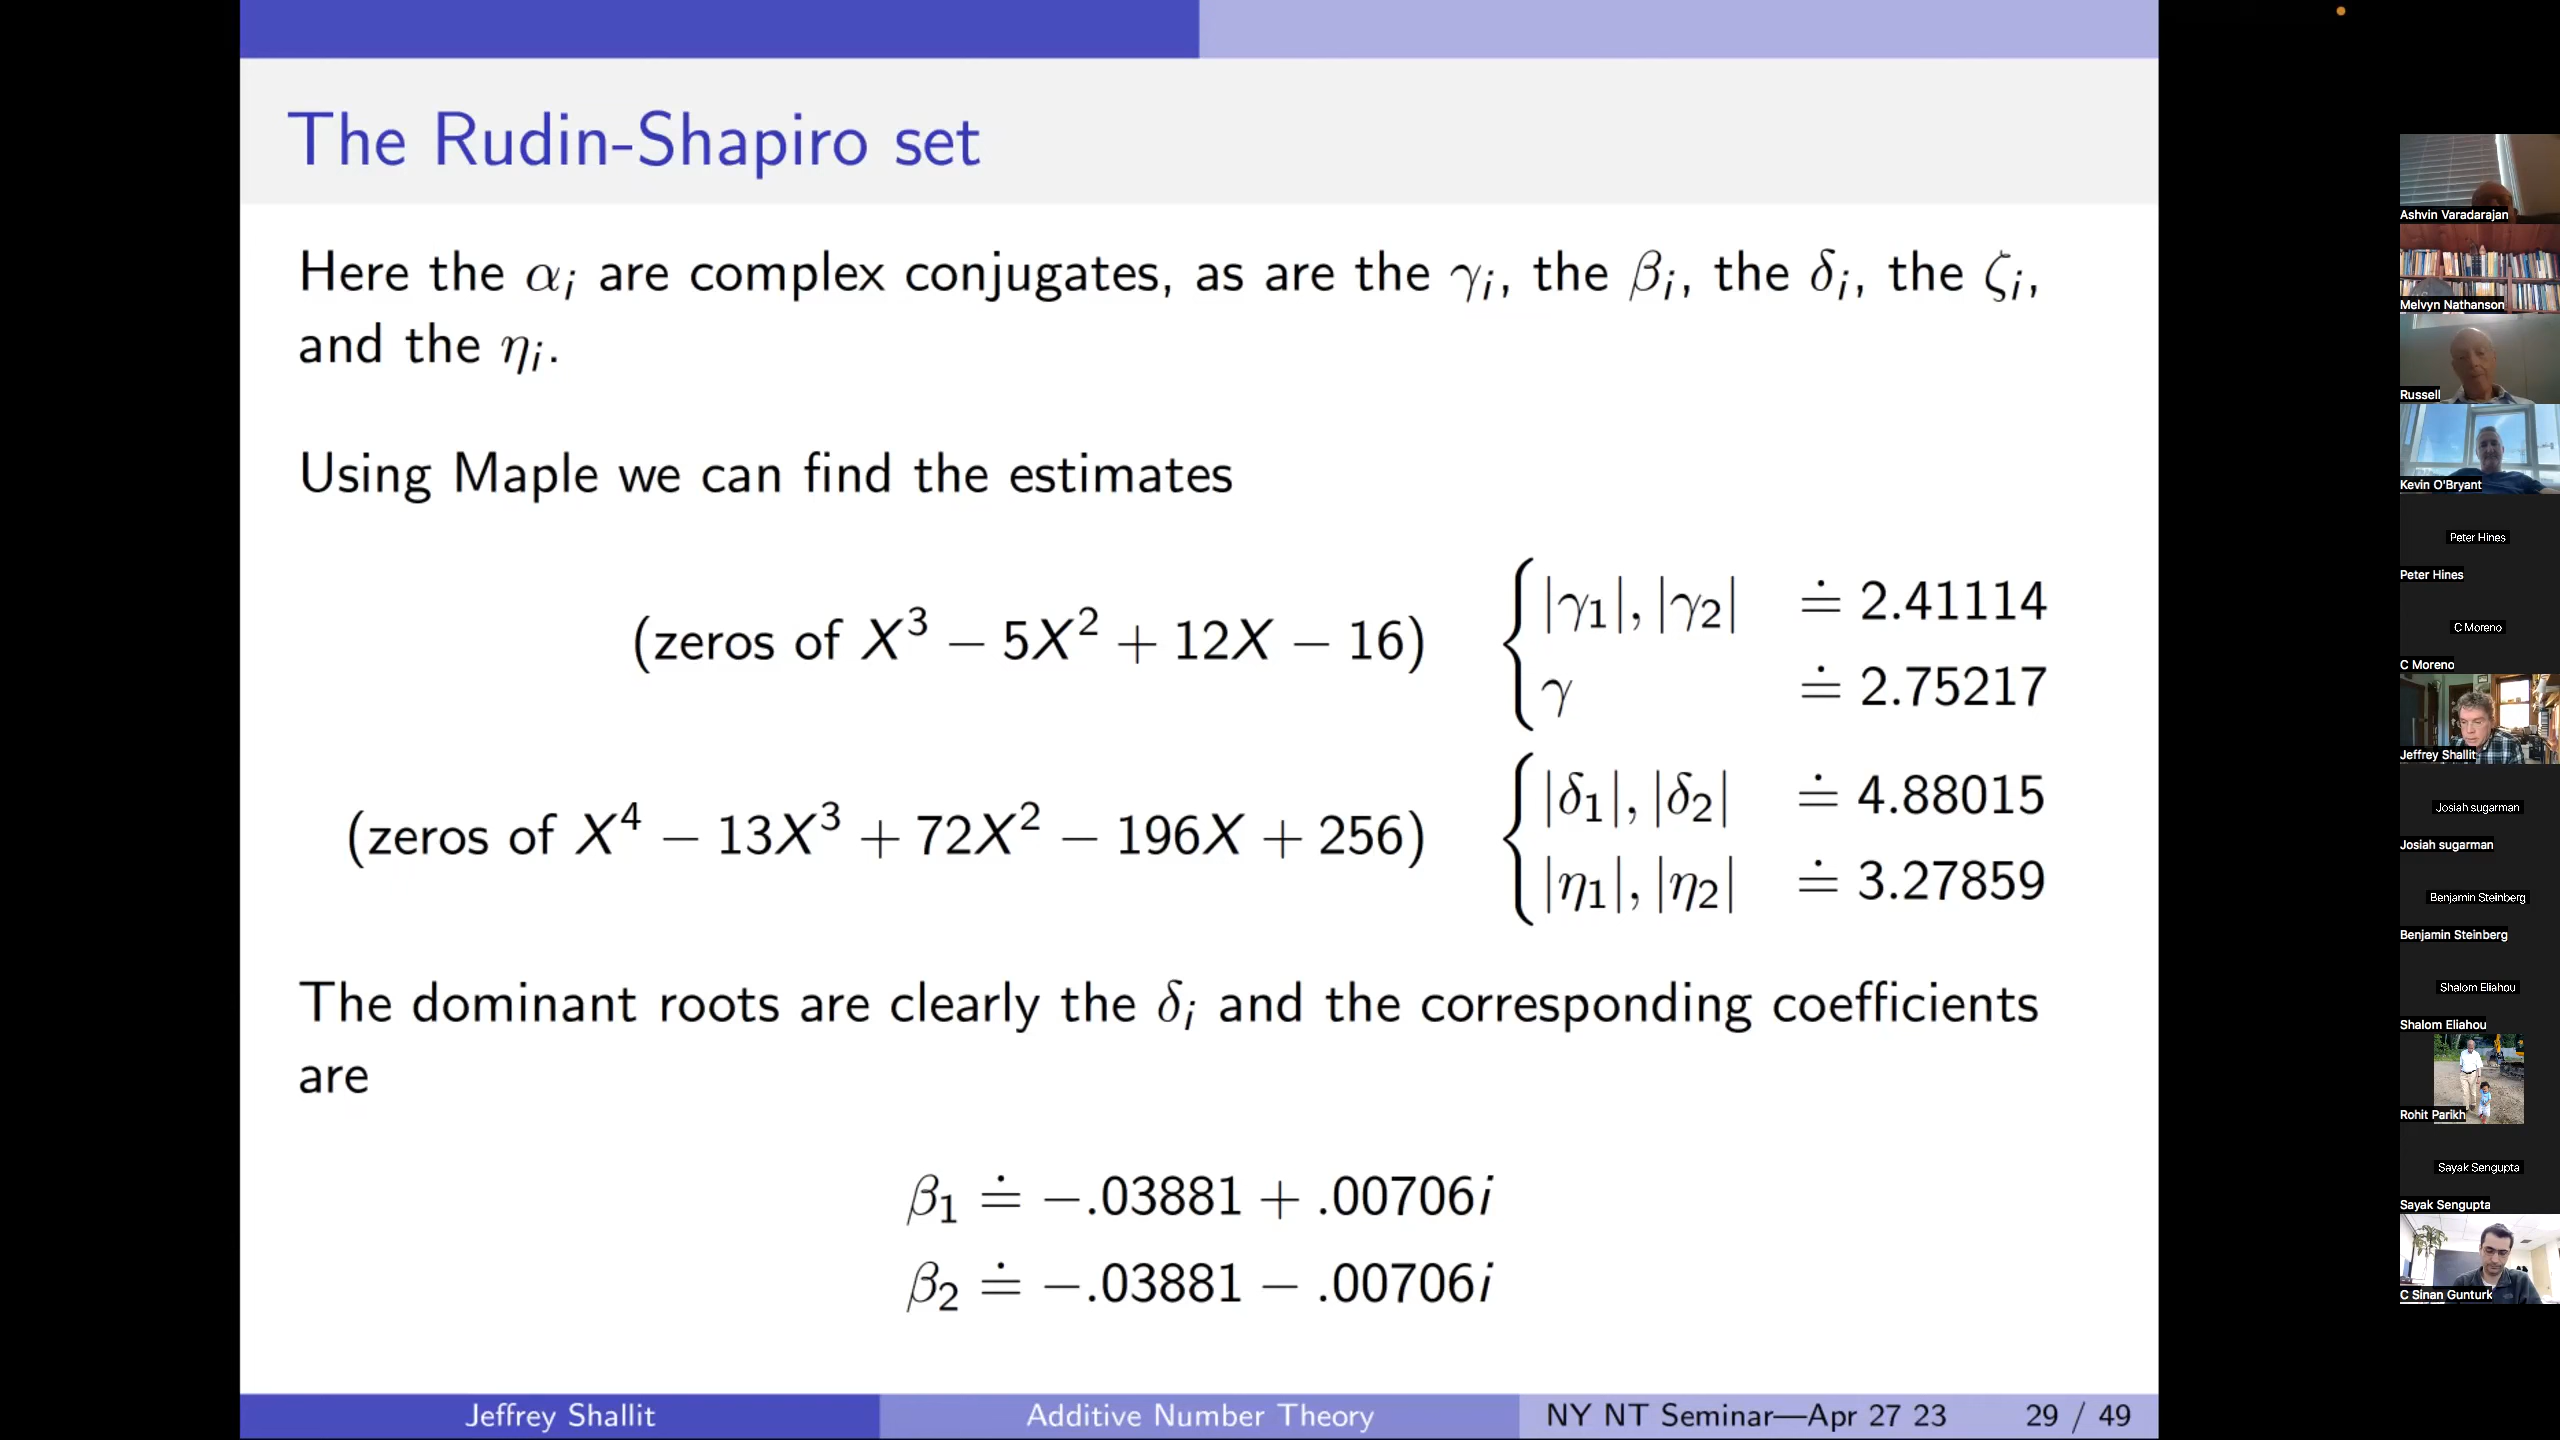 The Rudin-Shapiro set
Here the αᵢ are complex conjugates, as are the γᵢ, the βᵢ, the δᵢ, the ζᵢ,
and the ηᵢ.
Using Maple we can find the estimates
(zeros of X³ − 5X² + 12X − 16) { |γ₁|, |γ₂| ≐ 2.41114
γ ≐ 2.75217
(zeros of X⁴ − 13X³ + 72X² − 196X + 256) { |δ₁|, |δ₂| ≐ 4.88015
|η₁|, |η₂| ≐ 3.27859
The dominant roots are clearly the δᵢ and the corresponding coefficients
are
β₁ ≐ −.03881 + .00706i
β₂ ≐ −.03881 − .00706i
Jeffrey Shallit
Additive Number Theory
NY NT Seminar—Apr 27 23
29 / 49
Ashvin Varadarajan
Melvyn Nathanson
Russell
Kevin O'Bryant
Peter Hines
Peter Hines
C Moreno
C Moreno
Jeffrey Shallit
Josiah sugarman
Josiah sugarman
Benjamin Steinberg
Benjamin Steinberg
Shalom Eliahou
Shalom Eliahou
Rohit Parikh
Sayak Sengupta
Sayak Sengupta
C Sinan Gunturk